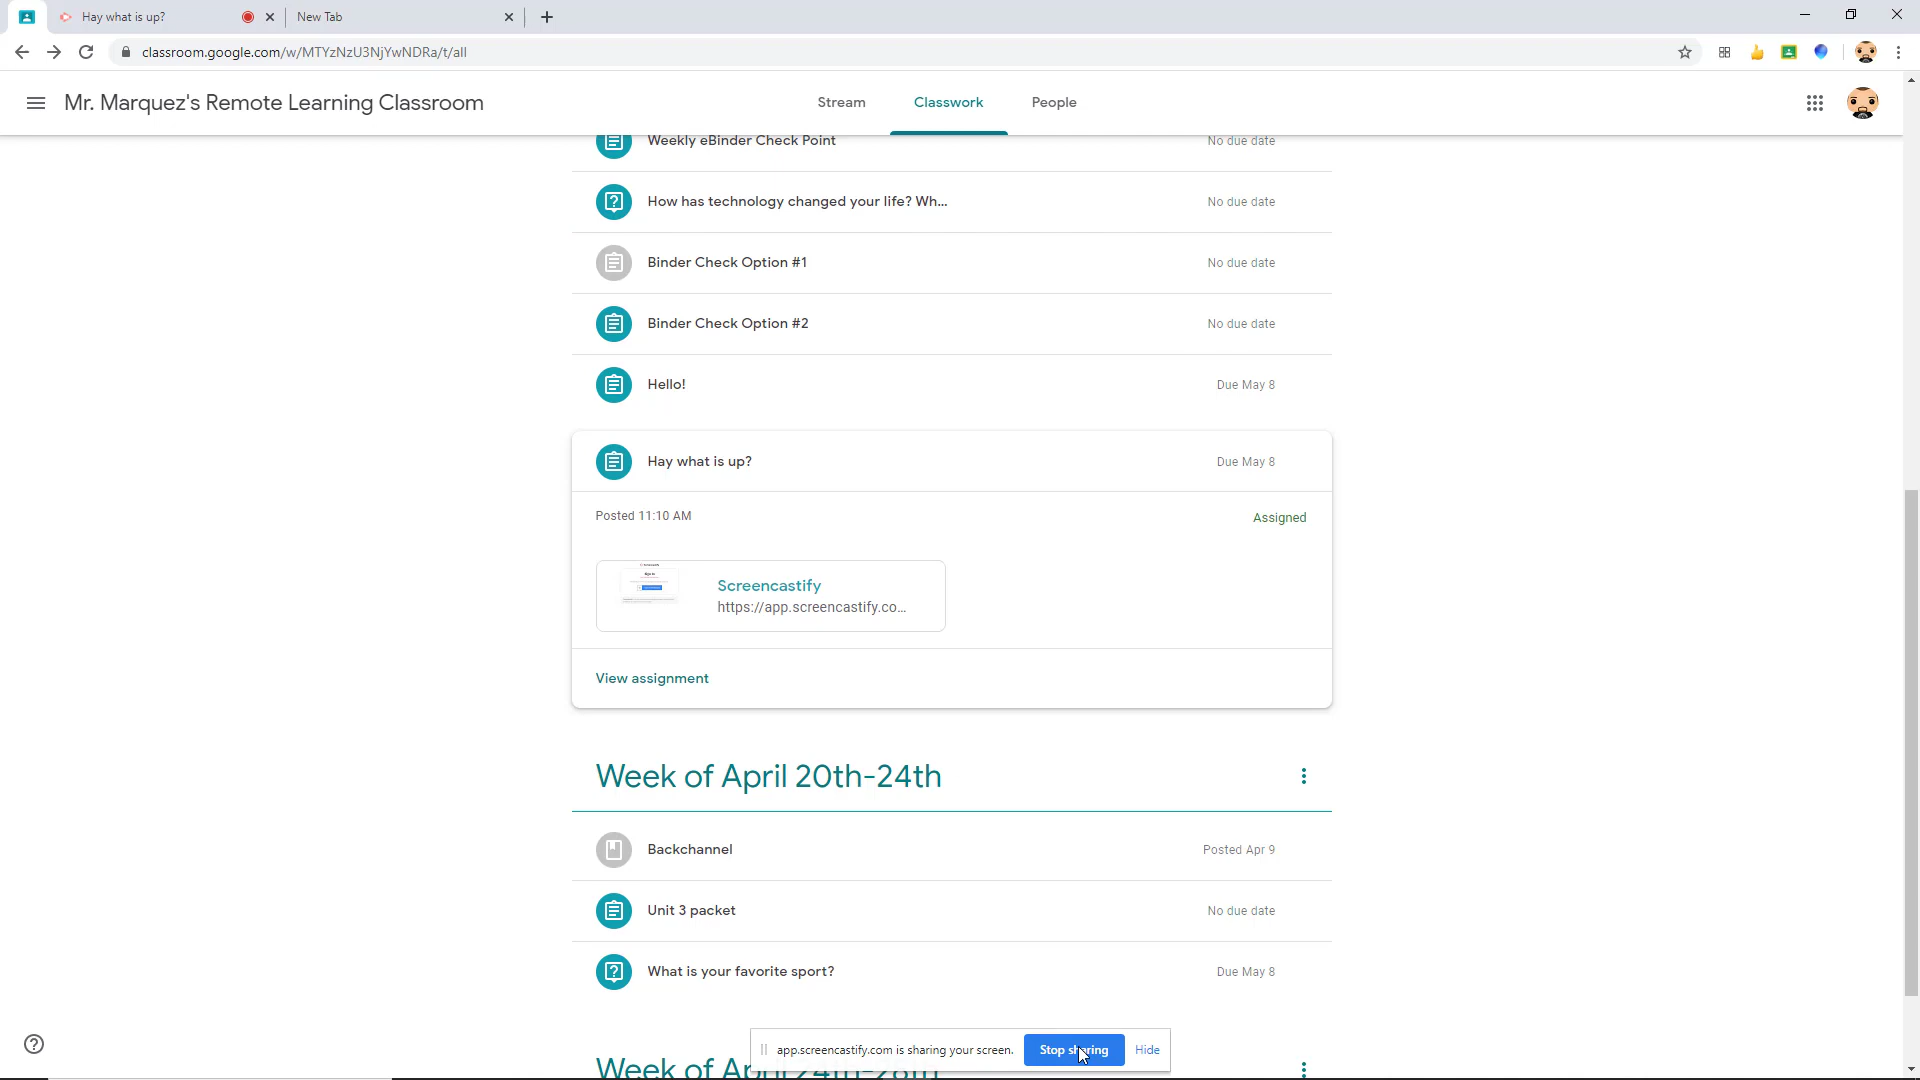 Hay what is up?
New Tab
classroom.google.com/w/MTYzNzU3NjYwNDRa/t/all
Mr. Marquez's Remote Learning Classroom
Stream
Classwork
People
Weekly eBinder Check Point
No due date
How has technology changed your life? Wh...
No due date
Binder Check Option #1
No due date
Binder Check Option #2
No due date
Hello!
Due May 8
Hay what is up?
Due May 8
Posted 11:10 AM
Assigned
Screencastify
https://app.screencastify.co...
View assignment
Week of April 20th-24th
Backchannel
Posted Apr 9
Unit 3 packet
No due date
What is your favorite sport?
Due May 8
app.screencastify.com is sharing your screen.
Stop sharing
Hide
Week of April 24th-28th